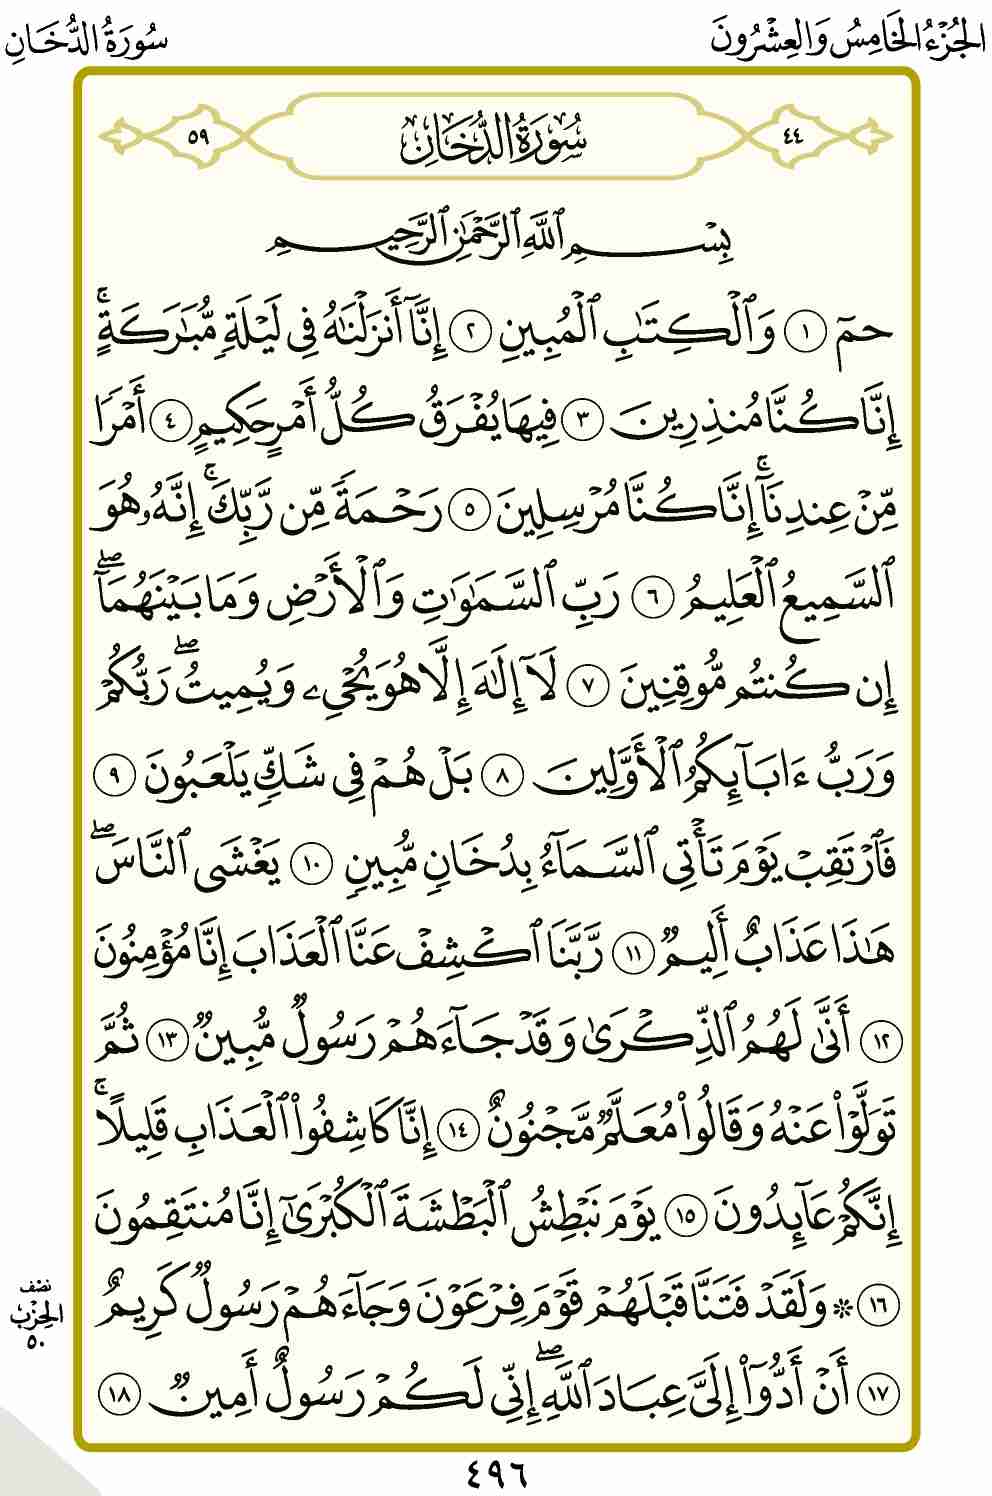 الجُزْءُ الخَامِسُ وَالعِشْرُونَ
سُورَةُ الدُّخَانِ
٤٤
سُورَةُ الدُّخَانِ
٥٩
بِسْمِ ٱللَّهِ ٱلرَّحْمَٰنِ ٱلرَّحِيمِ
حمٓ ١ وَٱلْكِتَٰبِ ٱلْمُبِينِ ٢ إِنَّآ أَنزَلْنَٰهُ فِى لَيْلَةٍ مُّبَٰرَكَةٍ ۚ
إِنَّا كُنَّا مُنذِرِينَ ٣ فِيهَا يُفْرَقُ كُلُّ أَمْرٍ حَكِيمٍ ٤ أَمْرًا
مِّنْ عِندِنَآ ۚ إِنَّا كُنَّا مُرْسِلِينَ ٥ رَحْمَةً مِّن رَّبِّكَ ۚ إِنَّهُۥ هُوَ
ٱلسَّمِيعُ ٱلْعَلِيمُ ٦ رَبِّ ٱلسَّمَٰوَٰتِ وَٱلْأَرْضِ وَمَا بَيْنَهُمَآ ۖ
إِن كُنتُم مُّوقِنِينَ ٧ لَآ إِلَٰهَ إِلَّا هُوَ يُحْىِۦ وَيُمِيتُ ۖ رَبُّكُمْ
وَرَبُّ ءَابَآئِكُمُ ٱلْأَوَّلِينَ ٨ بَلْ هُمْ فِى شَكٍّ يَلْعَبُونَ ٩
فَٱرْتَقِبْ يَوْمَ تَأْتِى ٱلسَّمَآءُ بِدُخَانٍ مُّبِينٍ ١٠ يَغْشَى ٱلنَّاسَ ۖ
هَٰذَا عَذَابٌ أَلِيمٌ ١١ رَّبَّنَا ٱكْشِفْ عَنَّا ٱلْعَذَابَ إِنَّا مُؤْمِنُونَ
١٢ أَنَّىٰ لَهُمُ ٱلذِّكْرَىٰ وَقَدْ جَآءَهُمْ رَسُولٌ مُّبِينٌ ١٣ ثُمَّ
تَوَلَّوْا۟ عَنْهُ وَقَالُوا۟ مُعَلَّمٌ مَّجْنُونٌ ١٤ إِنَّا كَاشِفُوا۟ ٱلْعَذَابِ قَلِيلًا ۚ
إِنَّكُمْ عَآئِدُونَ ١٥ يَوْمَ نَبْطِشُ ٱلْبَطْشَةَ ٱلْكُبْرَىٰٓ إِنَّا مُنتَقِمُونَ
١٦ ۞ وَلَقَدْ فَتَنَّا قَبْلَهُمْ قَوْمَ فِرْعَوْنَ وَجَآءَهُمْ رَسُولٌ كَرِيمٌ
نصف
الحزب
٥٠
١٧ أَنْ أَدُّوٓا۟ إِلَىَّ عِبَادَ ٱللَّهِ ۖ إِنِّى لَكُمْ رَسُولٌ أَمِينٌ ١٨
٤٩٦